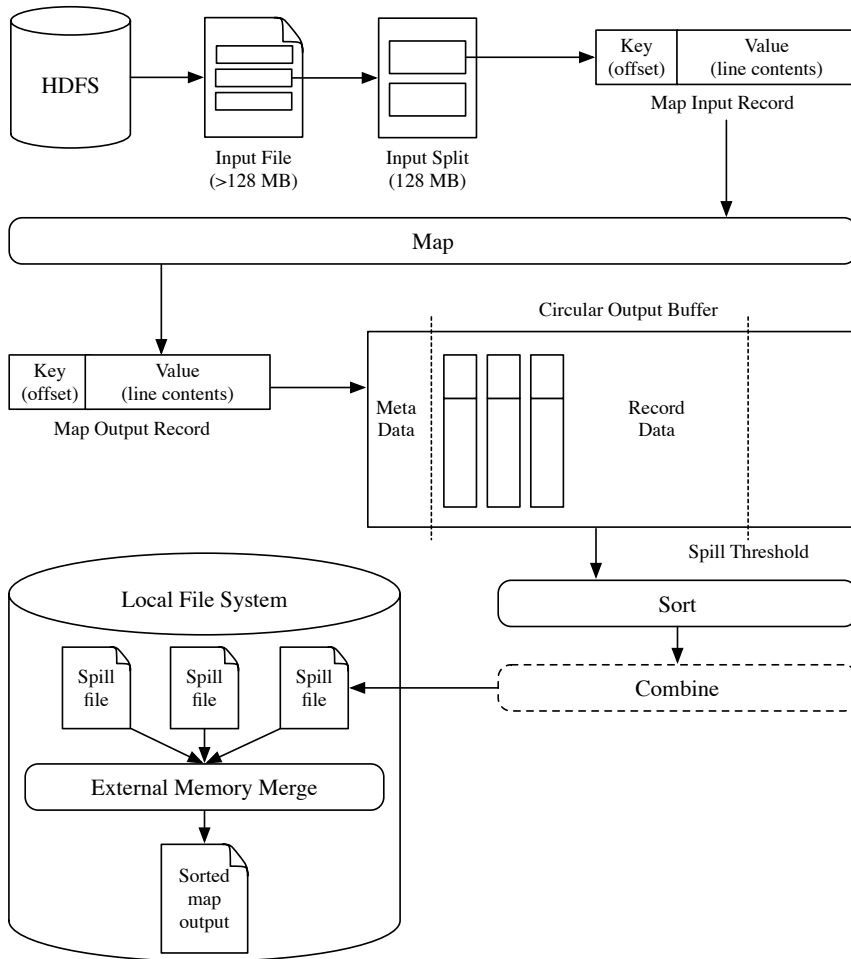 HDFS
Input File
(>128 MB)
Input Split
(128 MB)
Key
(offset)
Value
(line contents)
Map Input Record
Map
Key
(offset)
Value
(line contents)
Map Output Record
Circular Output Buffer
Meta
Data
Record
Data
Spill Threshold
Sort
Combine
Local File System
Spill
file
Spill
file
Spill
file
External Memory Merge
Sorted
map
output